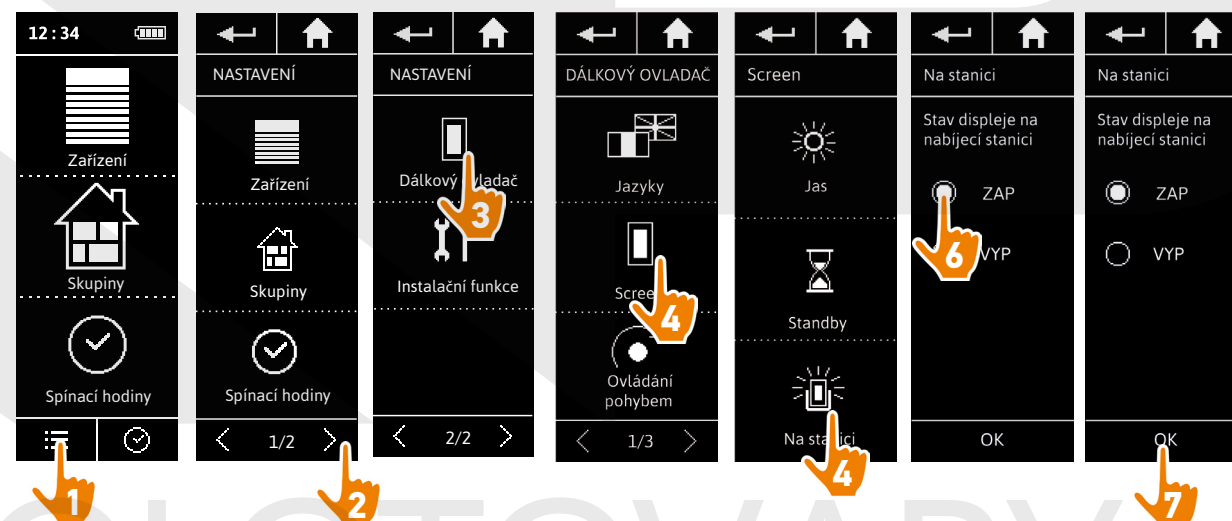 12:34
Zařízení
Skupiny
Spínací hodiny
1
NASTAVENÍ
Zařízení
Skupiny
Spínací hodiny
1/2
2
NASTAVENÍ
Dálkový
3
Instalační funkce
2/2
DÁLKOVÝ OVLADAČ
Jazyky
4
Ovládání
pohybem
1/3
Screen
Jas
Standby
Na
4
Na stanici
Stav displeje na
nabíjecí stanici
ZAP
6
VYP
OK
Na stanici
Stav displeje na
nabíjecí stanici
ZAP
VYP
OK
7